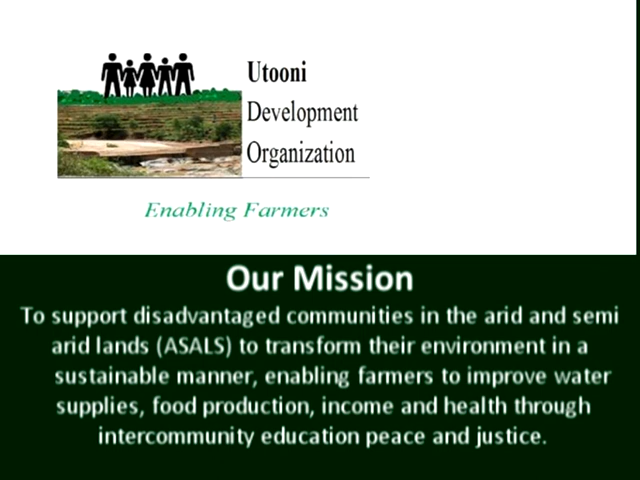 Utooni
Development
Organization
Enabling Farmers
Our Mission
To support disadvantaged communities in the arid and semi
arid lands (ASALS) to transform their environment in a
sustainable manner, enabling farmers to improve water
supplies, food production, income and health through
intercommunity education peace and justice.